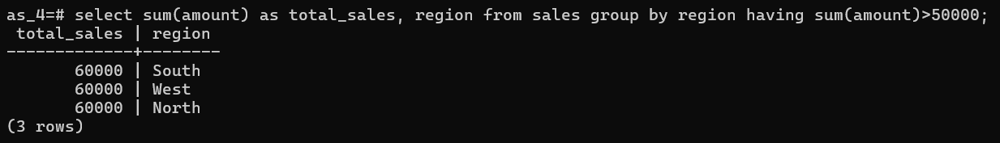 as_4=# select sum(amount) as total_sales, region from sales group by region having sum(amount)>50000;
 total_sales | region
-------------+--------
       60000 | South
       60000 | West
       60000 | North
(3 rows)